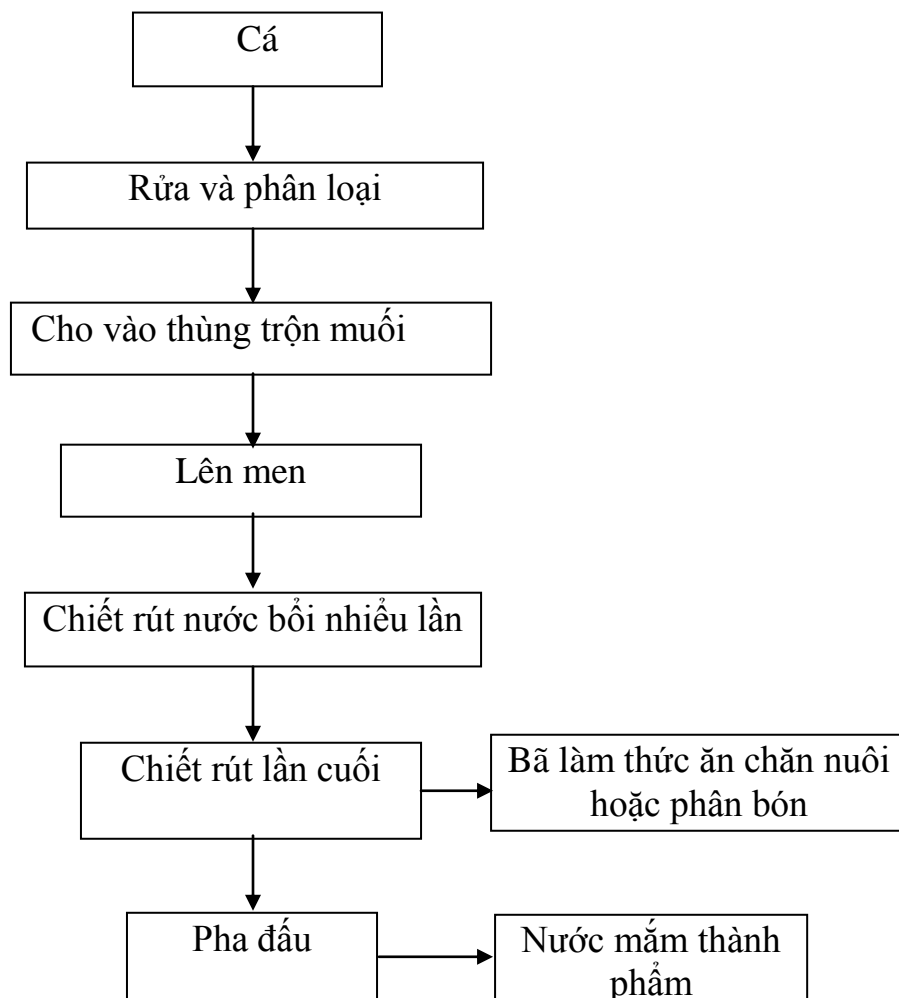 Cá
Rửa và phân loại
Cho vào thùng trộn muối
Lên men
Chiết rút nước bổi nhiểu lần
Chiết rút lần cuối
Bã làm thức ăn chăn nuôi
hoặc phân bón
Pha đấu
Nước mắm thành
phẩm